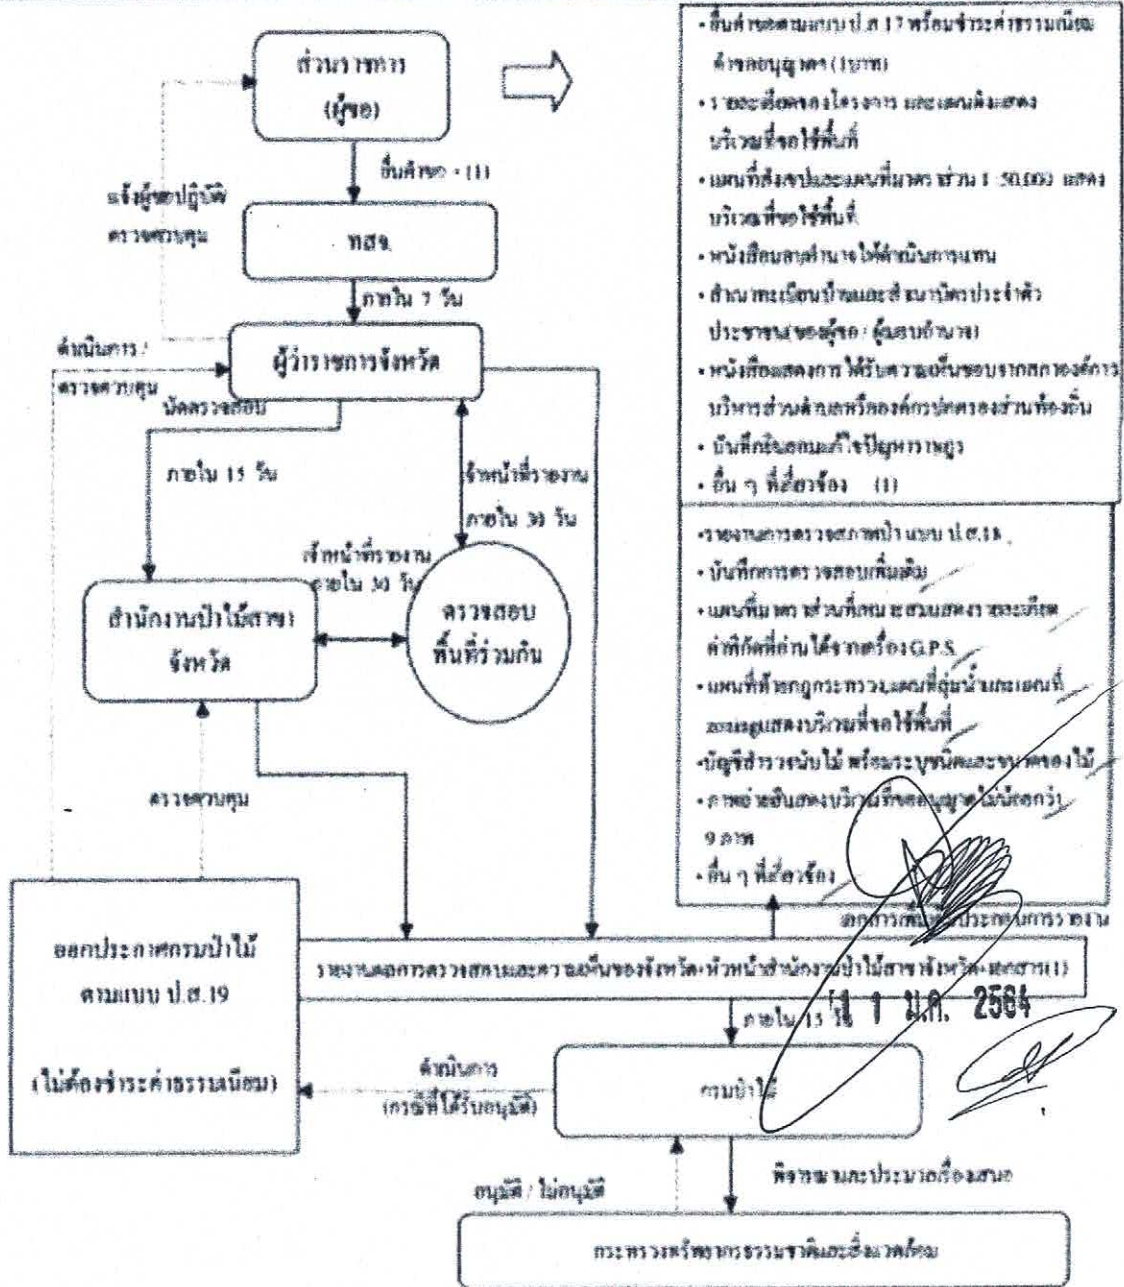 ส่วนราชการ
(ผู้ขอ)
ยื่นคำขอ + (1)
แจ้งผู้ขอปฏิบัติ
ตรวจควบคุม
ทสจ.
ภายใน 7 วัน
ผู้ว่าราชการจังหวัด
ดำเนินการ /
ตรวจควบคุม
นัดตรวจสอบ
ภายใน 15 วัน
เจ้าหน้าที่รายงาน
ภายใน 30 วัน
เจ้าหน้าที่รายงาน
ภายใน 30 วัน
สำนักงานป่าไม้สาขา
จังหวัด
ตรวจสอบ
พื้นที่ร่วมกัน
ตรวจควบคุม
• ยื่นคำขอตามแบบ ป.ส 17 พร้อมชำระค่าธรรมเนียม
คำขออนุญาต (1บาท)
• รายละเอียดของโครงการ และแผนผังแสดง
บริเวณที่ขอใช้พื้นที่
• แผนที่สังเขปและแผนที่มาตราส่วน 1 : 50,000 แสดง
บริเวณที่ขอใช้พื้นที่
• หนังสือมอบอำนาจให้ดำเนินการแทน
• สำเนาทะเบียนบ้านและสำเนาบัตรประจำตัว
ประชาชน(ของผู้ขอ / ผู้มอบอำนาจ)
• หนังสือแสดงการได้รับความเห็นชอบจากสภาองค์การ
บริหารส่วนตำบลหรือองค์กรปกครองส่วนท้องถิ่น
• บันทึกยินยอมแก้ไขปัญหาราษฎร
• อื่น ๆ ที่เกี่ยวข้อง (1)
•รายงานการตรวจสภาพป่า แบบ ป.ส.18
• บันทึกการตรวจสอบเพิ่มเติม
• แผนที่มาตราส่วนที่เหมาะสมแสดงรายละเอียด
ค่าพิกัดที่อ่านได้จากเครื่อง G.P.S.
• แผนที่ท้ายกฎกระทรวง,แผนที่ลุ่มน้ำและแผนที่
zoningแสดงบริเวณที่ขอใช้พื้นที่
•บัญชีสำรวจนับไม้ พร้อมระบุชนิดและขนาดของไม้
• ภาพถ่ายสีแสดงบริเวณที่ขออนุญาตไม่น้อยกว่า
9 ภาพ
• อื่น ๆ ที่เกี่ยวข้อง
เอกสารเพิ่มเติมประกอบการรายงาน
ออกประกาศกรมป่าไม้
ตามแบบ ป.ส.19
(ไม่ต้องชำระค่าธรรมเนียม)
รายงานผลการตรวจสอบและความเห็นของจังหวัด+หัวหน้าสำนักงานป่าไม้สาขาจังหวัด+เอกสาร(1)
ภายใน 15 วัน
1 1 ม.ค. 2564
ดำเนินการ
(กรณีที่ได้รับอนุมัติ)
กรมป่าไม้
อนุมัติ / ไม่อนุมัติ
พิจารณาและประมวลเรื่องเสนอ
กระทรวงทรัพยากรธรรมชาติและสิ่งแวดล้อม